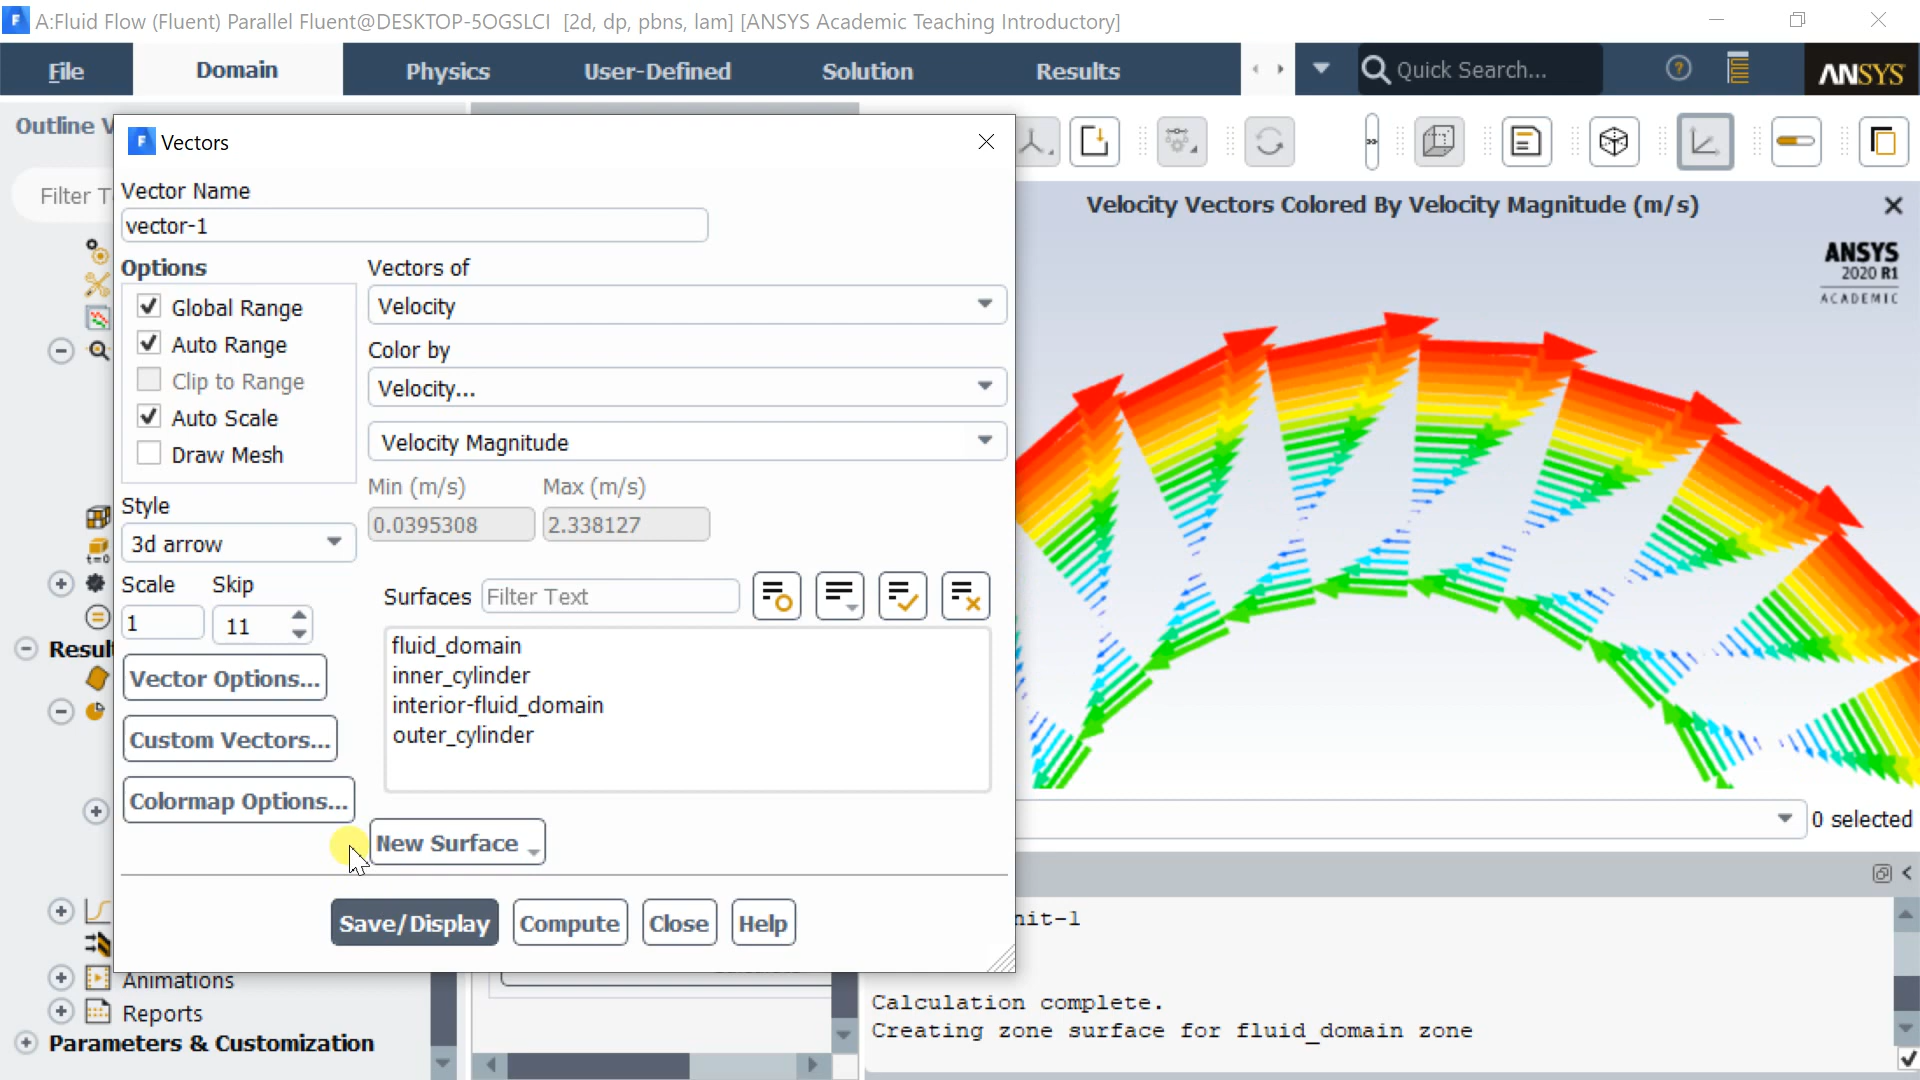 A:Fluid Flow (Fluent) Parallel Fluent@DESKTOP-5OGSLCI [2d, dp, pbns, lam] [ANSYS Academic Teaching Introductory]
File
Domain
Physics
User-Defined
Solution
Results
Quick Search...
ANSYS
Outline V
Filter T
Vectors
Vector Name
vector-1
Options
Global Range
Auto Range
Clip to Range
Auto Scale
Draw Mesh
Style
3d arrow
Scale
Skip
1
11
Vector Options...
Custom Vectors...
Colormap Options...
Vectors of
Velocity
Color by
Velocity...
Velocity Magnitude
Min (m/s)
Max (m/s)
0.0395308
2.338127
Surfaces
Filter Text
fluid_domain
inner_cylinder
interior-fluid_domain
outer_cylinder
New Surface
Save/Display
Compute
Close
Help
t=0
Result
Animations
Reports
Parameters & Customization
Velocity Vectors Colored By Velocity Magnitude (m/s)
ANSYS
2020 R1
ACADEMIC
0 selected
nit-1
Calculation complete.
Creating zone surface for fluid_domain zone